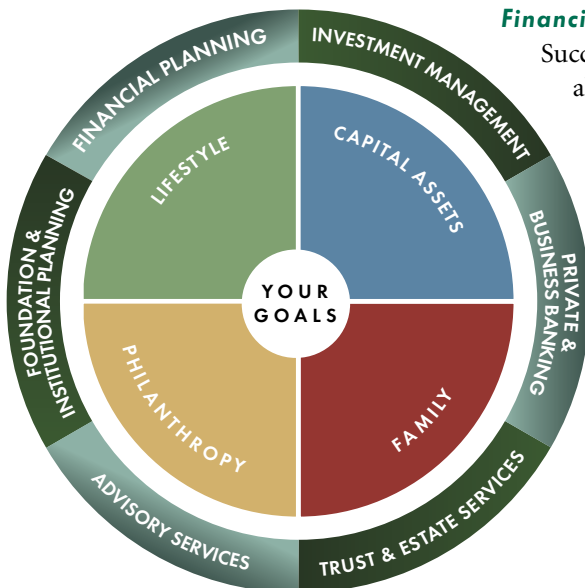 Financi
Succ
a
FINANCIAL PLANNING
INVESTMENT MANAGEMENT
PRIVATE &
BUSINESS BANKING
TRUST & ESTATE SERVICES
ADVISORY SERVICES
FOUNDATION &
INSTITUTIONAL PLANNING
LIFESTYLE
CAPITAL ASSETS
YOUR
GOALS
PHILANTHROPY
FAMILY